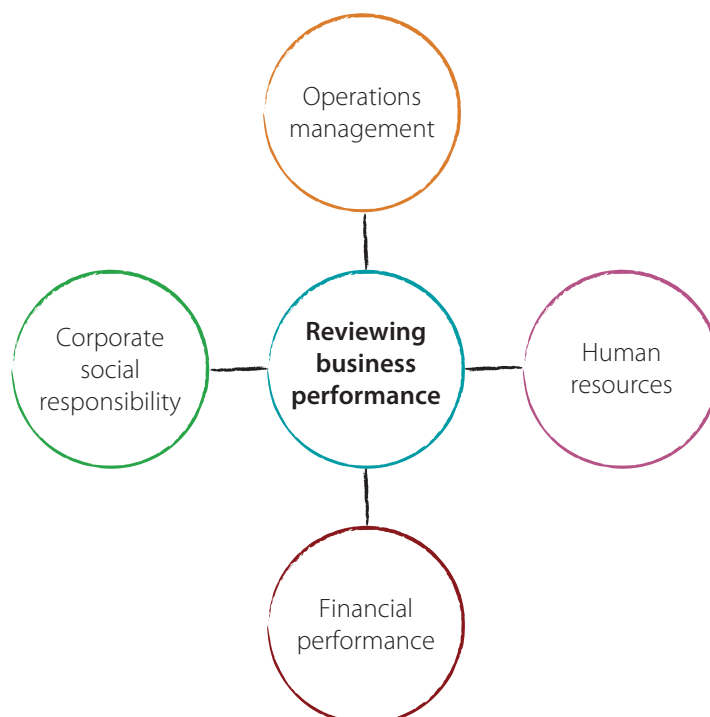 Operations
management
Corporate
social
responsibility
Reviewing
business
performance
Human
resources
Financial
performance